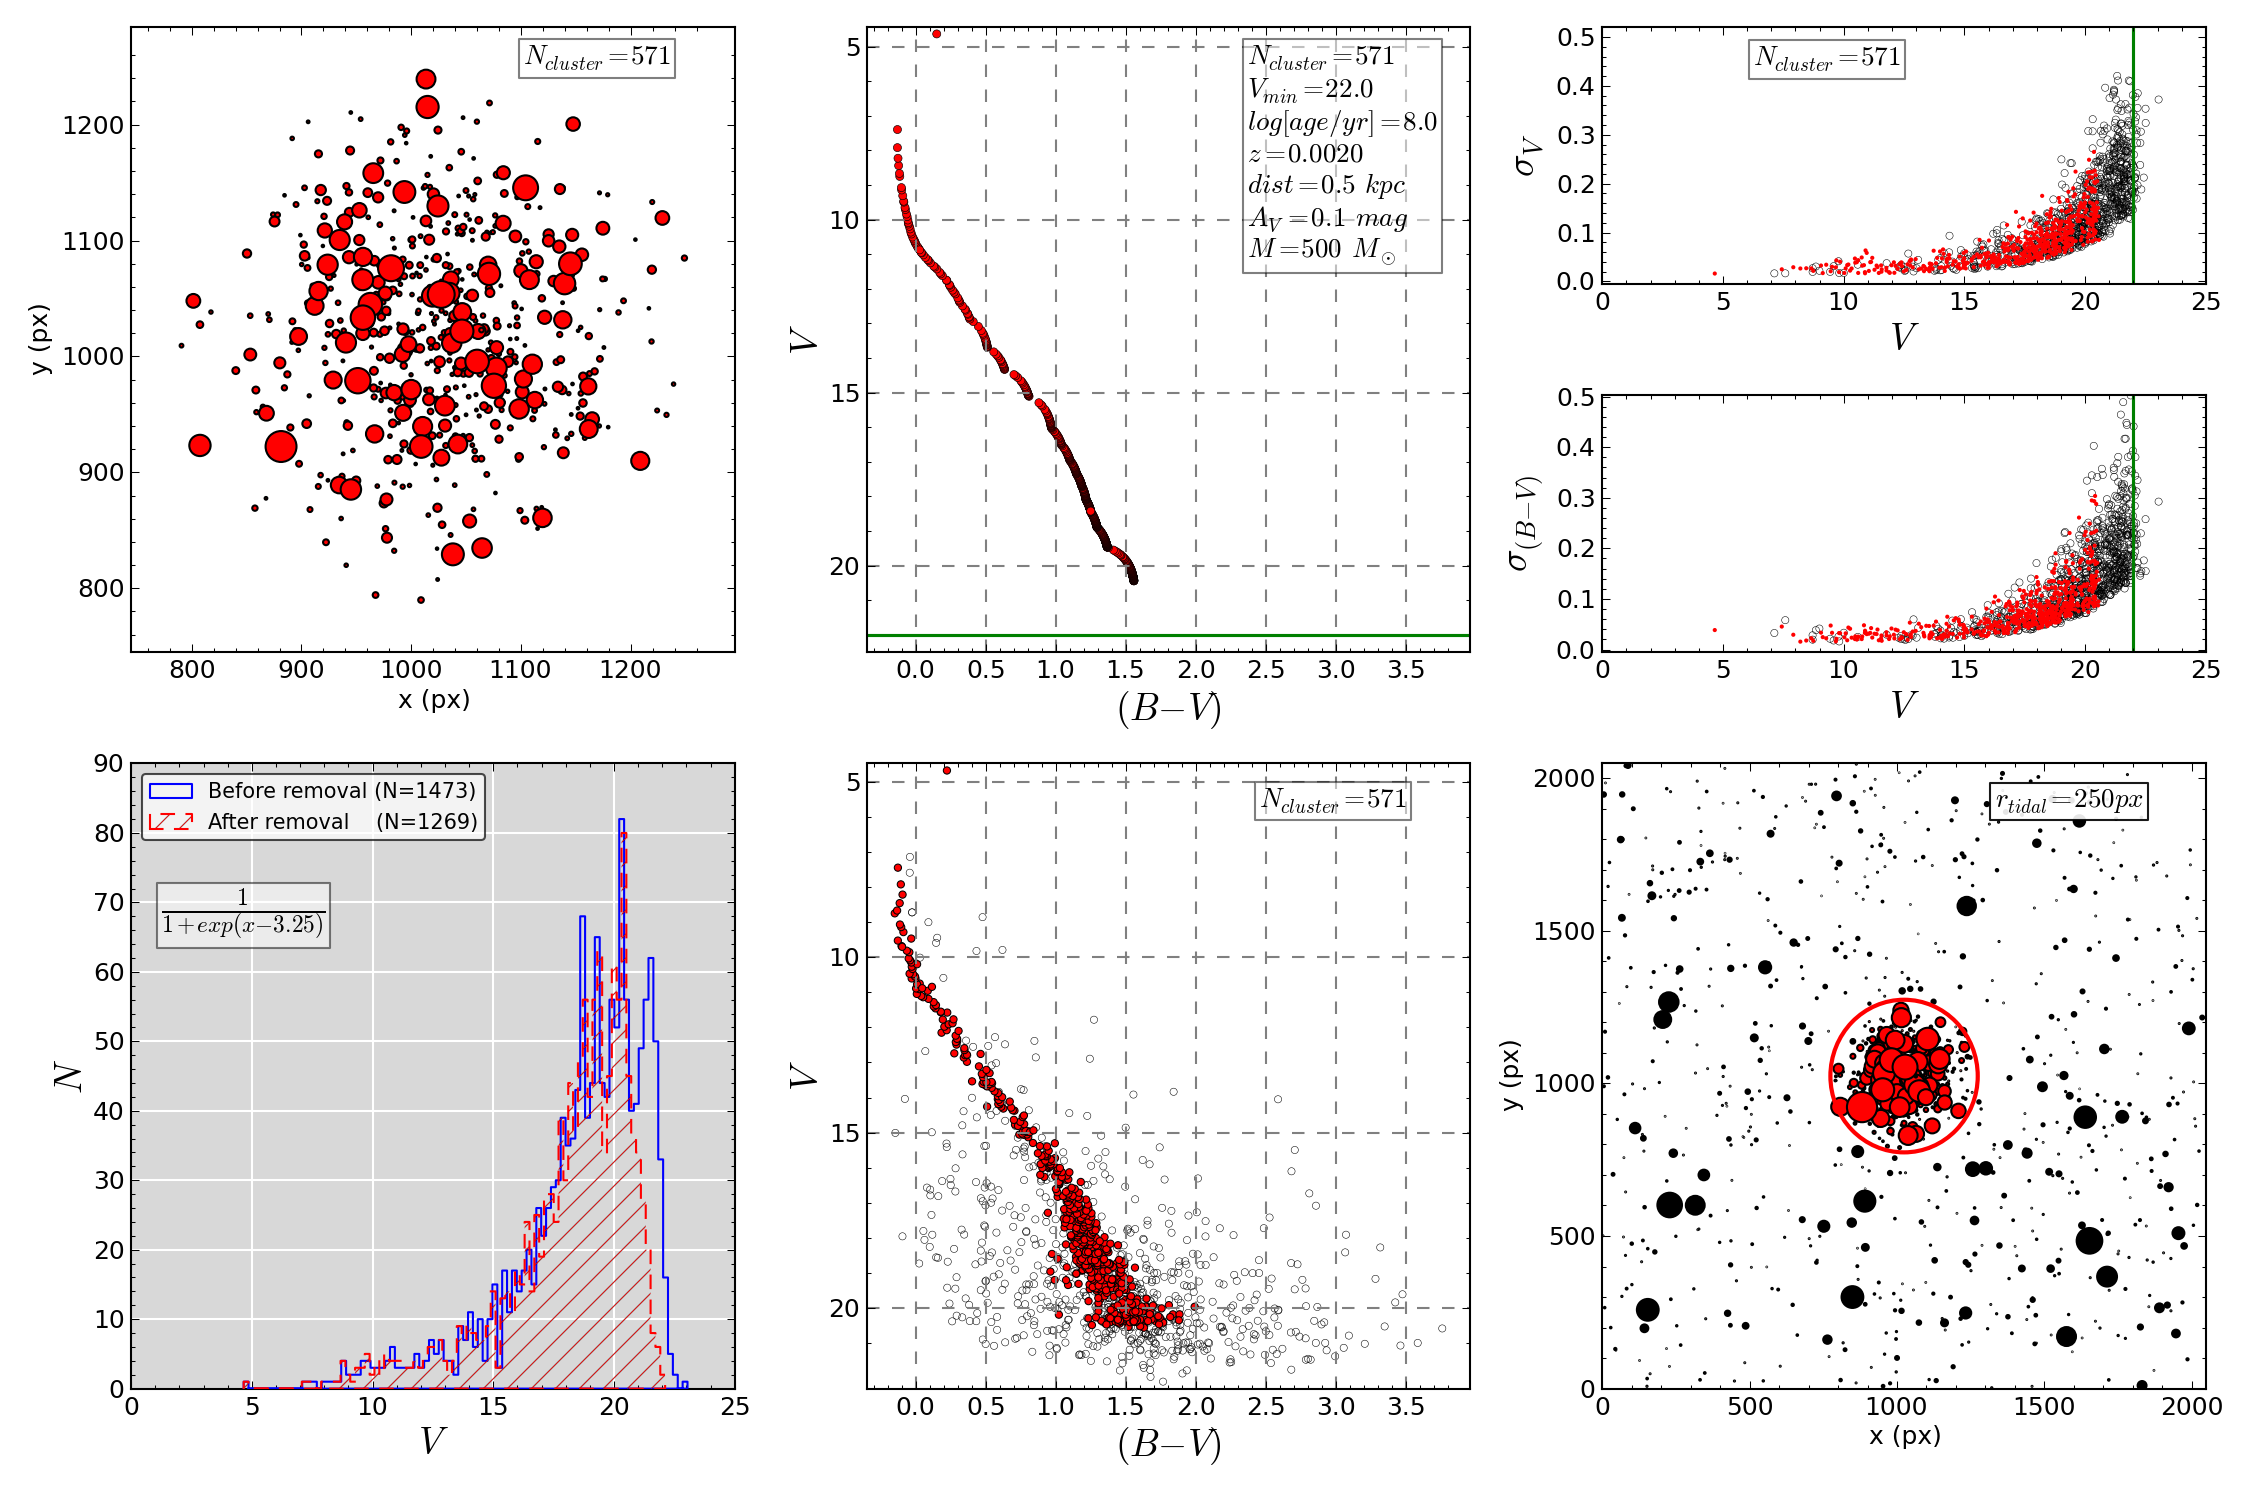 N_cluster=571
1200
1100
1000
900
800
y (px)
800 900 1000 1100 1200
x (px)
N_cluster=571
V_min=22.0
log[age/yr]=8.0
z=0.0020
dist=0.5 kpc
A_V=0.1 mag
M=500 M_⊙
5
10
15
20
V
0.0 0.5 1.0 1.5 2.0 2.5 3.0 3.5
(B−V)
N_cluster=571
0.5
0.4
0.3
0.2
0.1
0.0
σ_V
0 5 10 15 20 25
V
0.5
0.4
0.3
0.2
0.1
0.0
σ_(B−V)
0 5 10 15 20 25
V
Before removal (N=1473)
After removal (N=1269)
1
1+exp(x−3.25)
90
80
70
60
50
40
30
20
10
0
N
0 5 10 15 20 25
V
N_cluster=571
5
10
15
20
V
0.0 0.5 1.0 1.5 2.0 2.5 3.0 3.5
(B−V)
r_tidal=250px
2000
1500
1000
500
0
y (px)
0 500 1000 1500 2000
x (px)